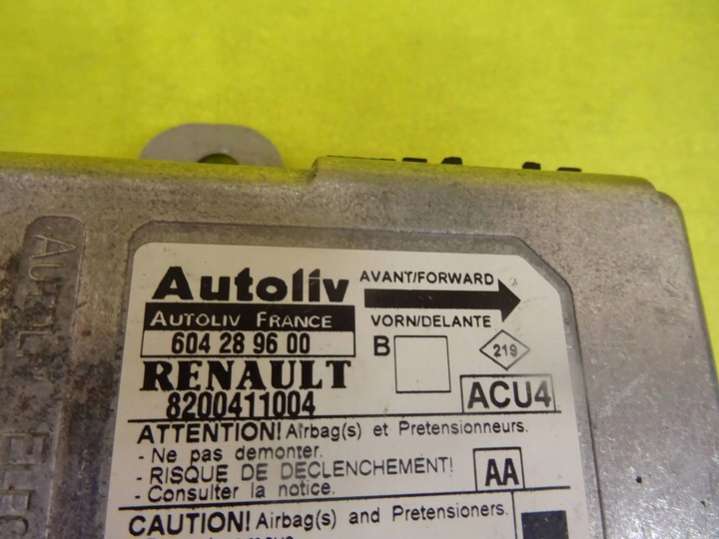 Autoliv
AVANT/FORWARD
AUTOLIV FRANCE
VORN/DELANTE
604 28 96 00
B
219
RENAULT
8200411004
ACU4
ATTENTION! Airbag(s) et Pretensionneurs.
- Ne pas demonter.
- RISQUE DE DECLENCHEMENT!
AA
- Consulter la notice.
CAUTION! Airbag(s) and Pretensioners.